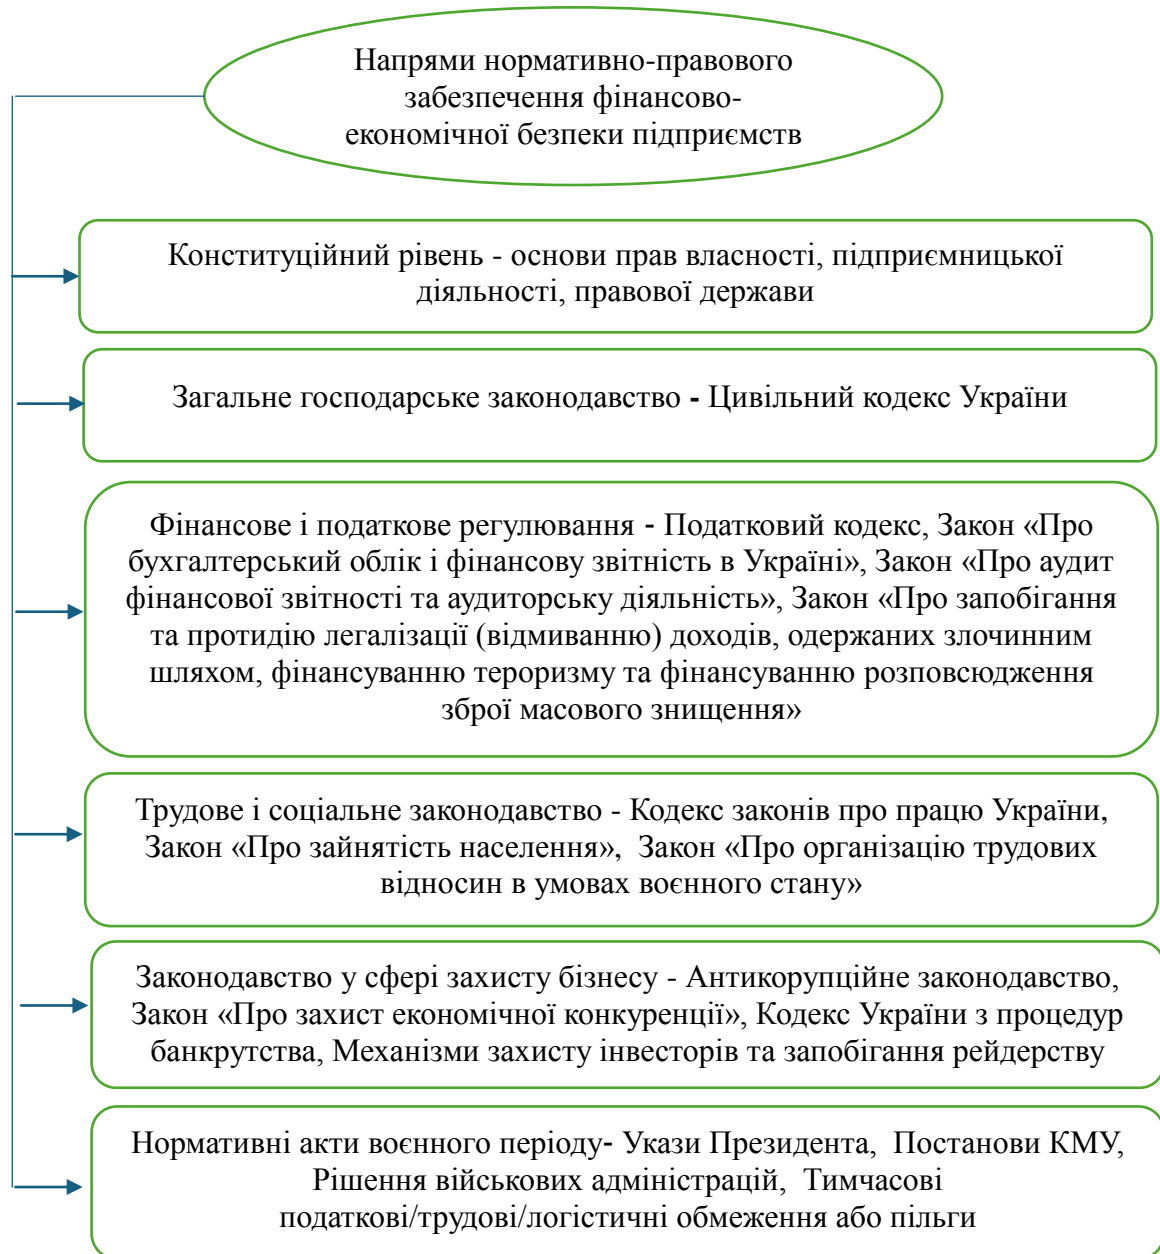 Напрями нормативно-правового
забезпечення фінансово-
економічної безпеки підприємств
Конституційний рівень - основи прав власності, підприємницької
діяльності, правової держави
Загальне господарське законодавство - Цивільний кодекс України
Фінансове і податкове регулювання - Податковий кодекс, Закон «Про
бухгалтерський облік і фінансову звітність в Україні», Закон «Про аудит
фінансової звітності та аудиторську діяльність», Закон «Про запобігання
та протидію легалізації (відмиванню) доходів, одержаних злочинним
шляхом, фінансуванню тероризму та фінансуванню розповсюдження
зброї масового знищення»
Трудове і соціальне законодавство - Кодекс законів про працю України,
Закон «Про зайнятість населення», Закон «Про організацію трудових
відносин в умовах воєнного стану»
Законодавство у сфері захисту бізнесу - Антикорупційне законодавство,
Закон «Про захист економічної конкуренції», Кодекс України з процедур
банкрутства, Механізми захисту інвесторів та запобігання рейдерству
Нормативні акти воєнного періоду- Укази Президента, Постанови КМУ,
Рішення військових адміністрацій, Тимчасові
податкові/трудові/логістичні обмеження або пільги